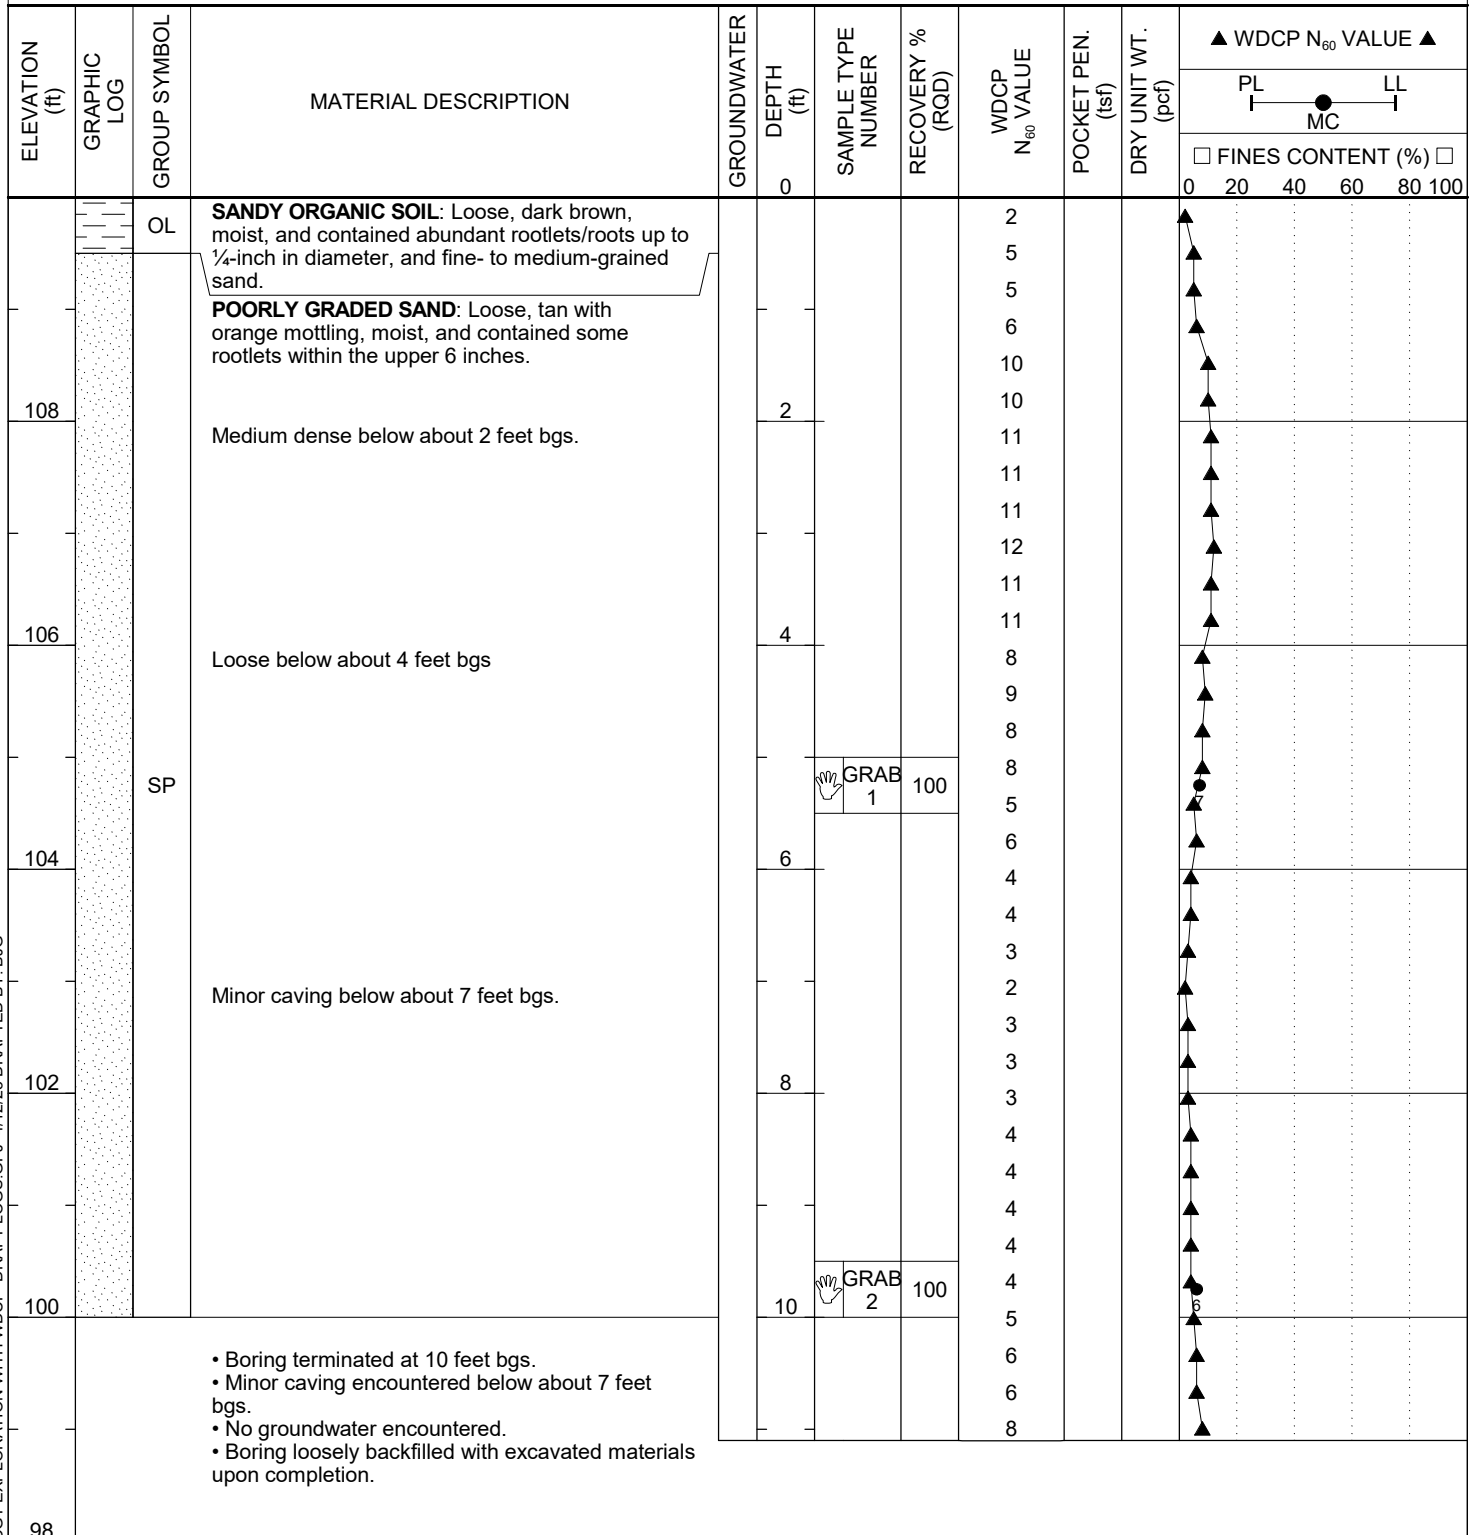 ELEVATION (ft)
GRAPHIC LOG
GROUP SYMBOL
MATERIAL DESCRIPTION
GROUNDWATER
DEPTH (ft)
0
SAMPLE TYPE NUMBER
RECOVERY % (RQD)
WDCP N60 VALUE
POCKET PEN. (tsf)
DRY UNIT WT. (pcf)
▲ WDCP N60 VALUE ▲
PL LL
MC
□ FINES CONTENT (%) □
0 20 40 60 80 100
OL
SANDY ORGANIC SOIL: Loose, dark brown,
moist, and contained abundant rootlets/roots up to
¼-inch in diameter, and fine- to medium-grained
sand.
2
5
POORLY GRADED SAND: Loose, tan with
orange mottling, moist, and contained some
rootlets within the upper 6 inches.
5
6
10
10
108
2
Medium dense below about 2 feet bgs.
11
11
11
12
11
11
106
4
Loose below about 4 feet bgs
8
9
8
8
SP
GRAB 1
100
7
5
6
104
6
4
4
3
2
Minor caving below about 7 feet bgs.
3
3
102
8
3
4
4
4
4
4
GRAB 2
100
6
100
10
5
• Boring terminated at 10 feet bgs.
• Minor caving encountered below about 7 feet
bgs.
• No groundwater encountered.
• Boring loosely backfilled with excavated materials
upon completion.
6
6
8
98